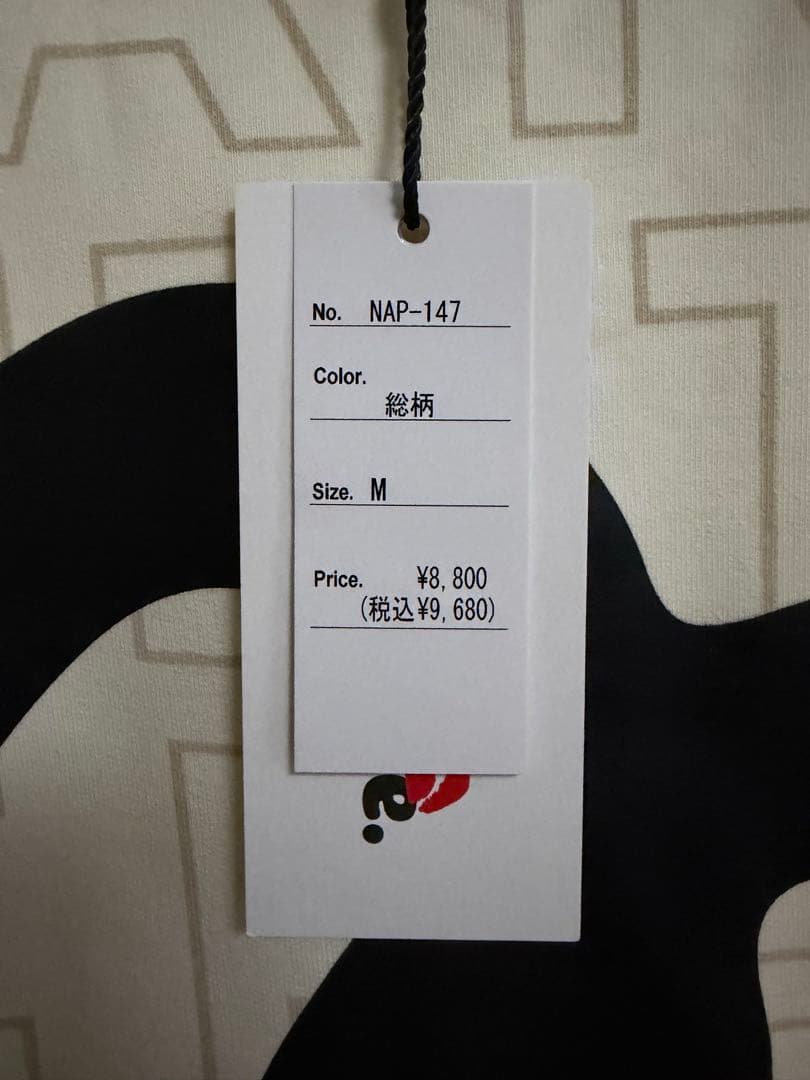 No. NAP-147
Color.
総柄
Size. M
Price. ¥8,800
(税込¥9,680)